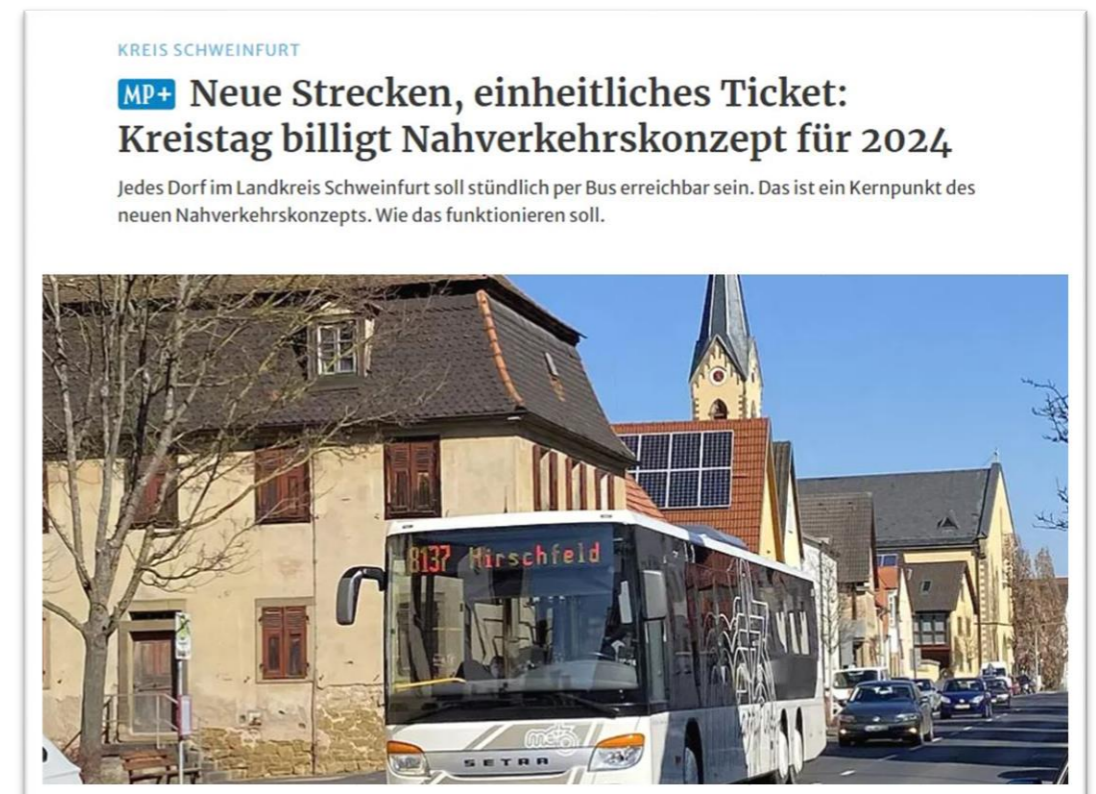 KREIS SCHWEINFURT
MP+ Neue Strecken, einheitliches Ticket:
Kreistag billigt Nahverkehrskonzept für 2024
Jedes Dorf im Landkreis Schweinfurt soll stündlich per Bus erreichbar sein. Das ist ein Kernpunkt des
neuen Nahverkehrskonzepts. Wie das funktionieren soll.
8137 Hirschfeld
SETRA